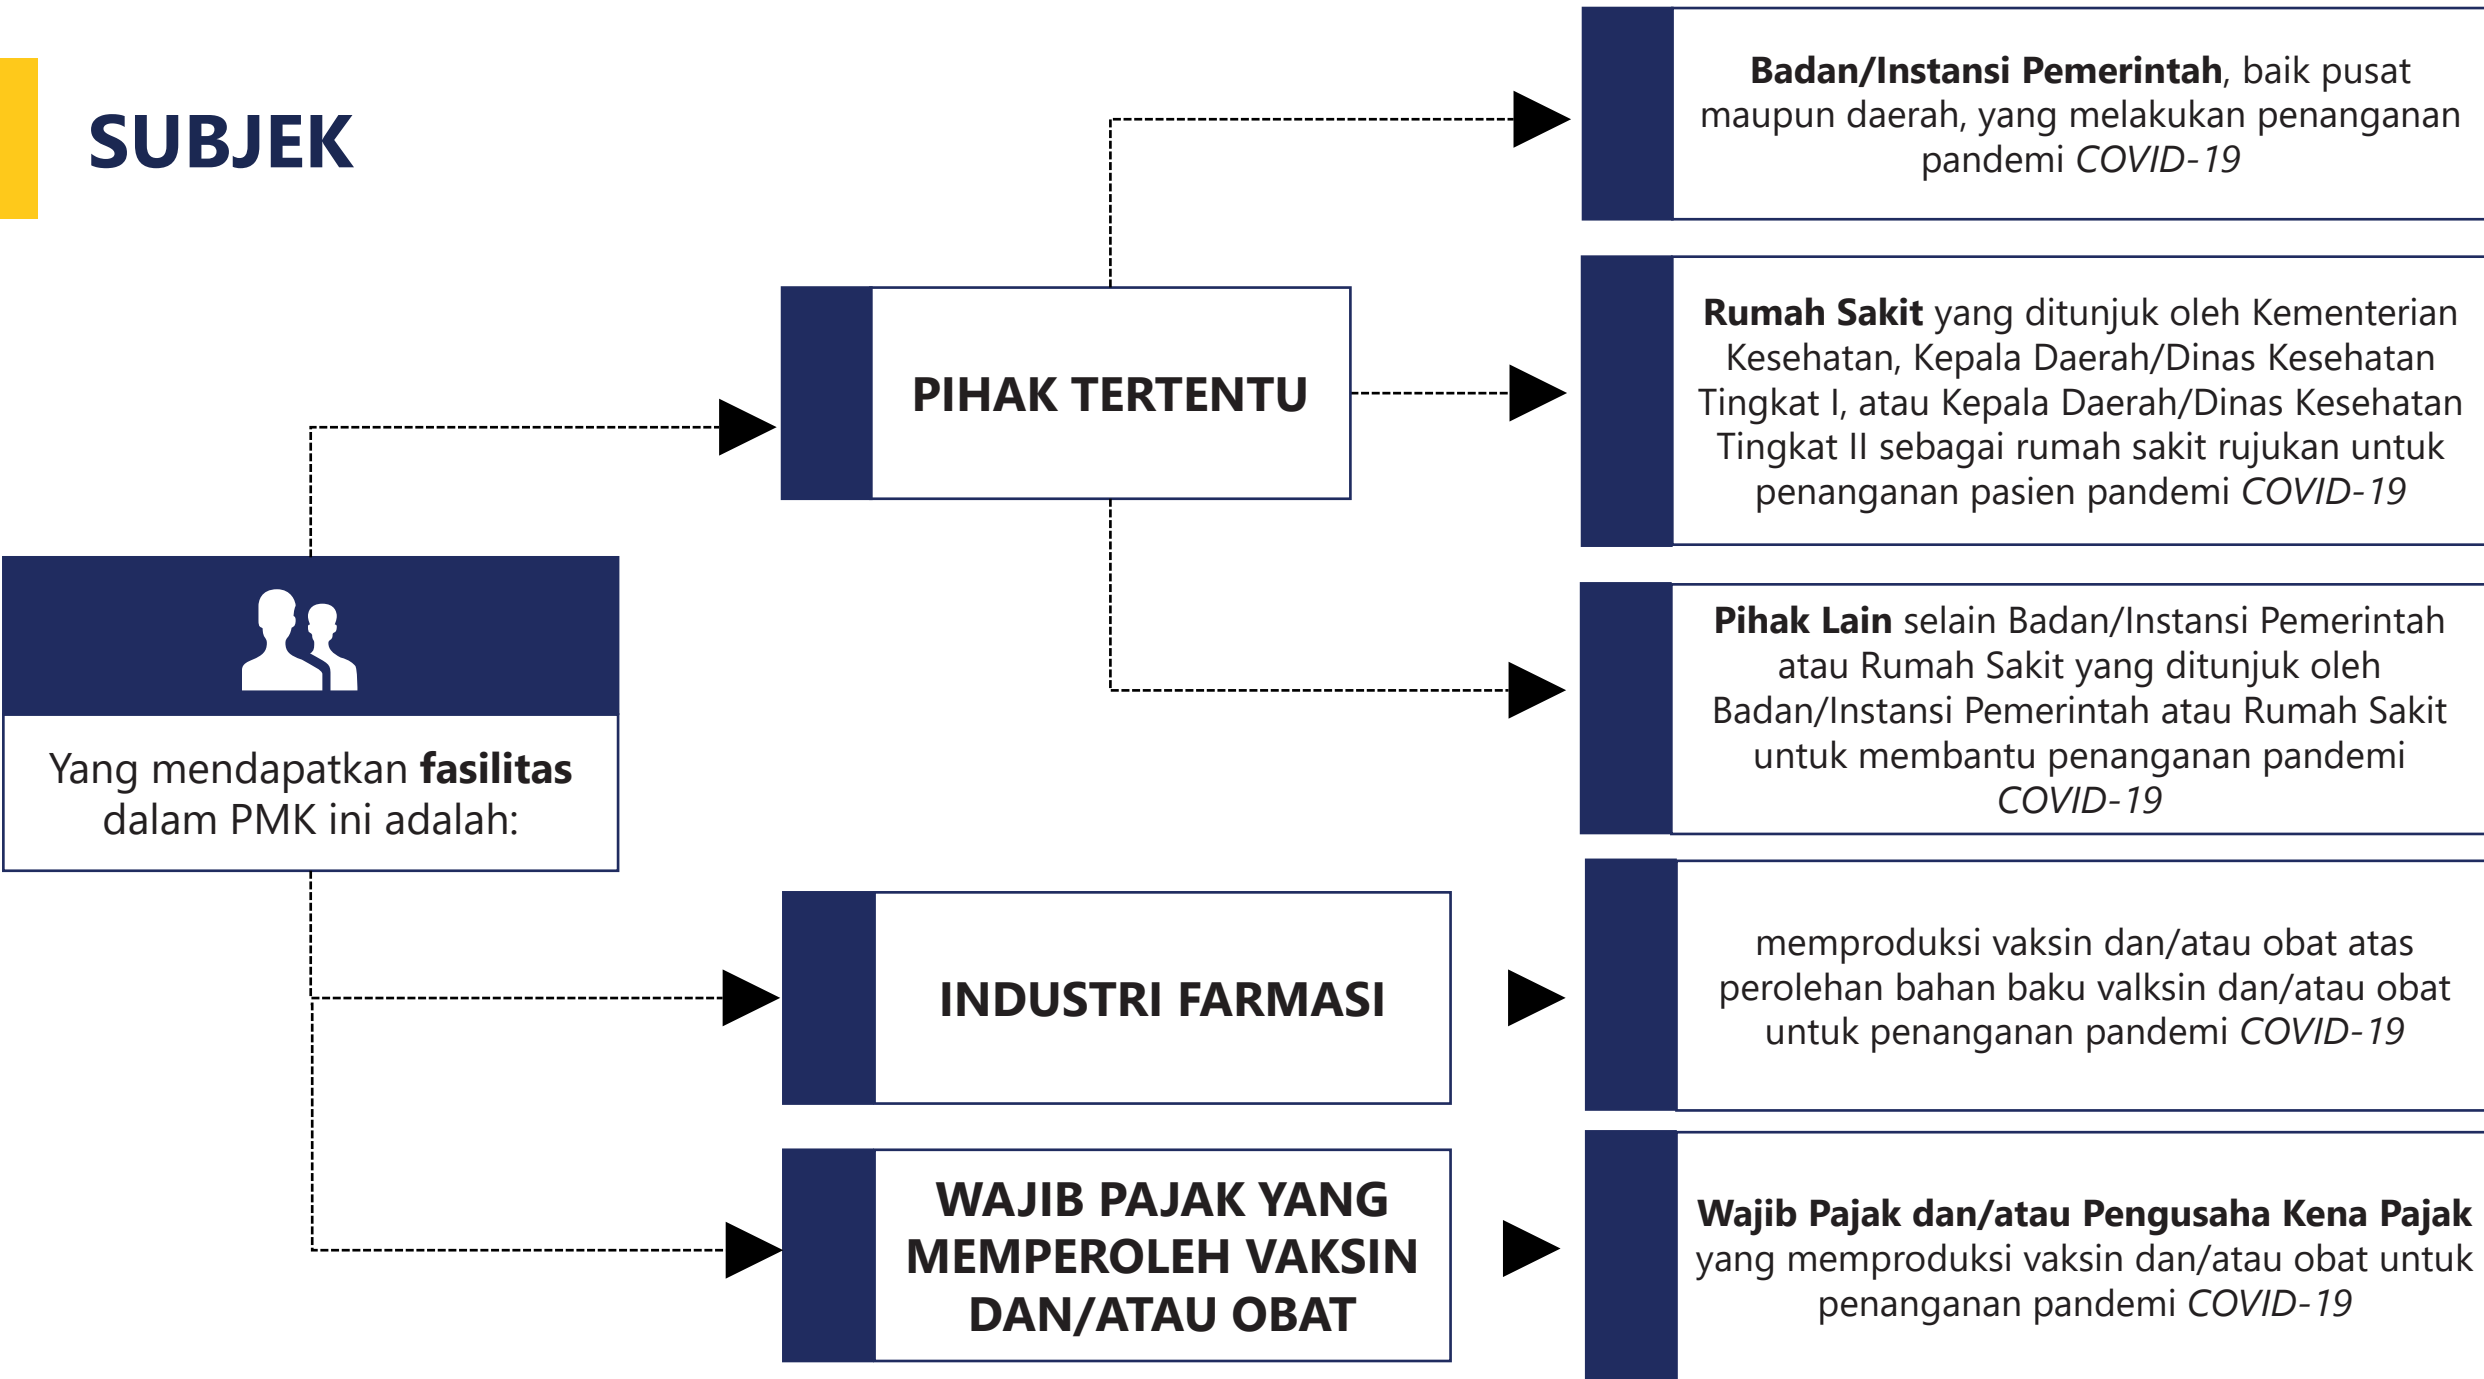 SUBJEK
Yang mendapatkan fasilitas
dalam PMK ini adalah:
PIHAK TERTENTU
Badan/Instansi Pemerintah, baik pusat
maupun daerah, yang melakukan penanganan
pandemi COVID-19
Rumah Sakit yang ditunjuk oleh Kementerian
Kesehatan, Kepala Daerah/Dinas Kesehatan
Tingkat I, atau Kepala Daerah/Dinas Kesehatan
Tingkat II sebagai rumah sakit rujukan untuk
penanganan pasien pandemi COVID-19
Pihak Lain selain Badan/Instansi Pemerintah
atau Rumah Sakit yang ditunjuk oleh
Badan/Instansi Pemerintah atau Rumah Sakit
untuk membantu penanganan pandemi
COVID-19
INDUSTRI FARMASI
memproduksi vaksin dan/atau obat atas
perolehan bahan baku valksin dan/atau obat
untuk penanganan pandemi COVID-19
WAJIB PAJAK YANG
MEMPEROLEH VAKSIN
DAN/ATAU OBAT
Wajib Pajak dan/atau Pengusaha Kena Pajak
yang memproduksi vaksin dan/atau obat untuk
penanganan pandemi COVID-19